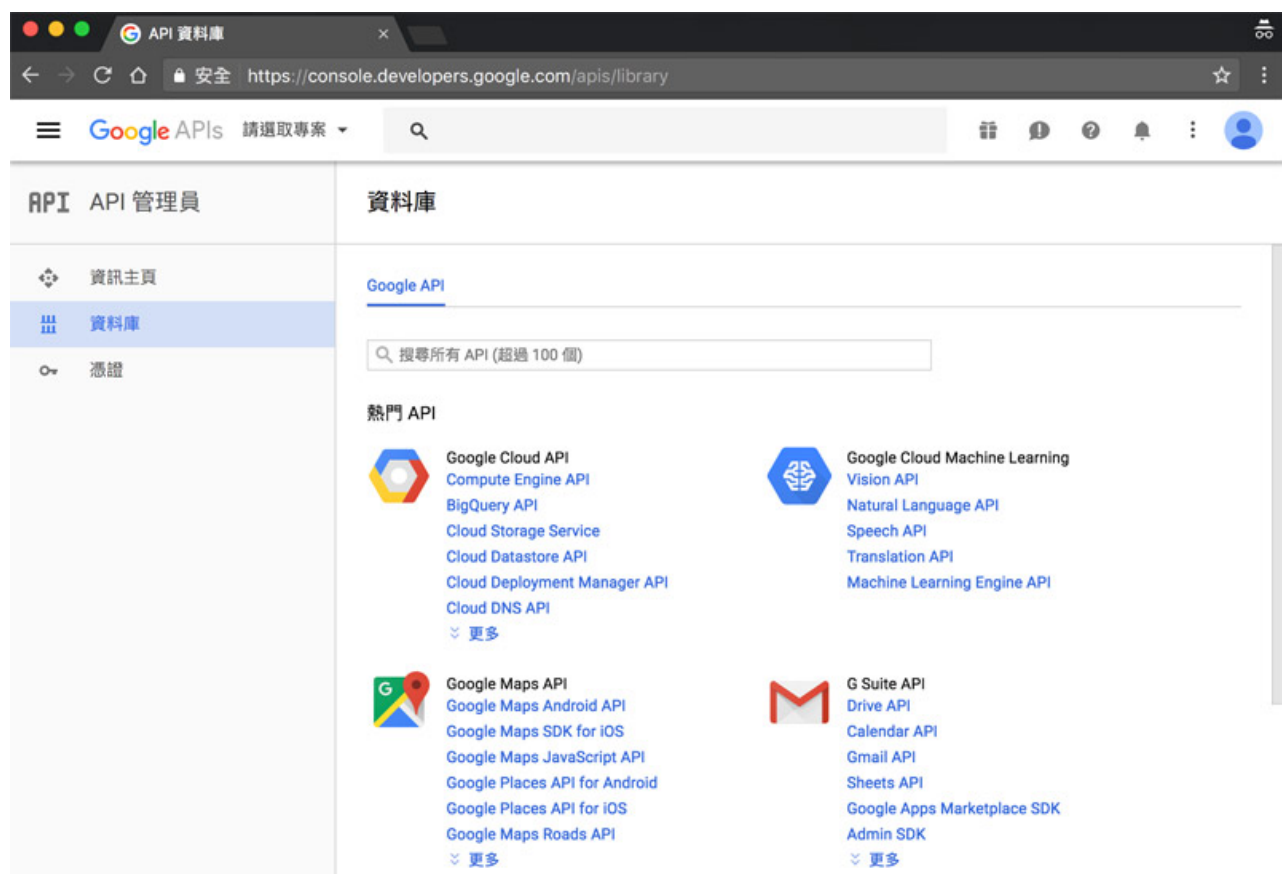 API 資料庫
安全 https://console.developers.google.com/apis/library
Google APIs 請選取專案
API API 管理員
資訊主頁
資料庫
憑證
資料庫
Google API
搜尋所有 API (超過 100 個)
熱門 API
Google Cloud API
Compute Engine API
BigQuery API
Cloud Storage Service
Cloud Datastore API
Cloud Deployment Manager API
Cloud DNS API
更多
Google Cloud Machine Learning
Vision API
Natural Language API
Speech API
Translation API
Machine Learning Engine API
G
Google Maps API
Google Maps Android API
Google Maps SDK for iOS
Google Maps JavaScript API
Google Places API for Android
Google Places API for iOS
Google Maps Roads API
更多
G Suite API
Drive API
Calendar API
Gmail API
Sheets API
Google Apps Marketplace SDK
Admin SDK
更多